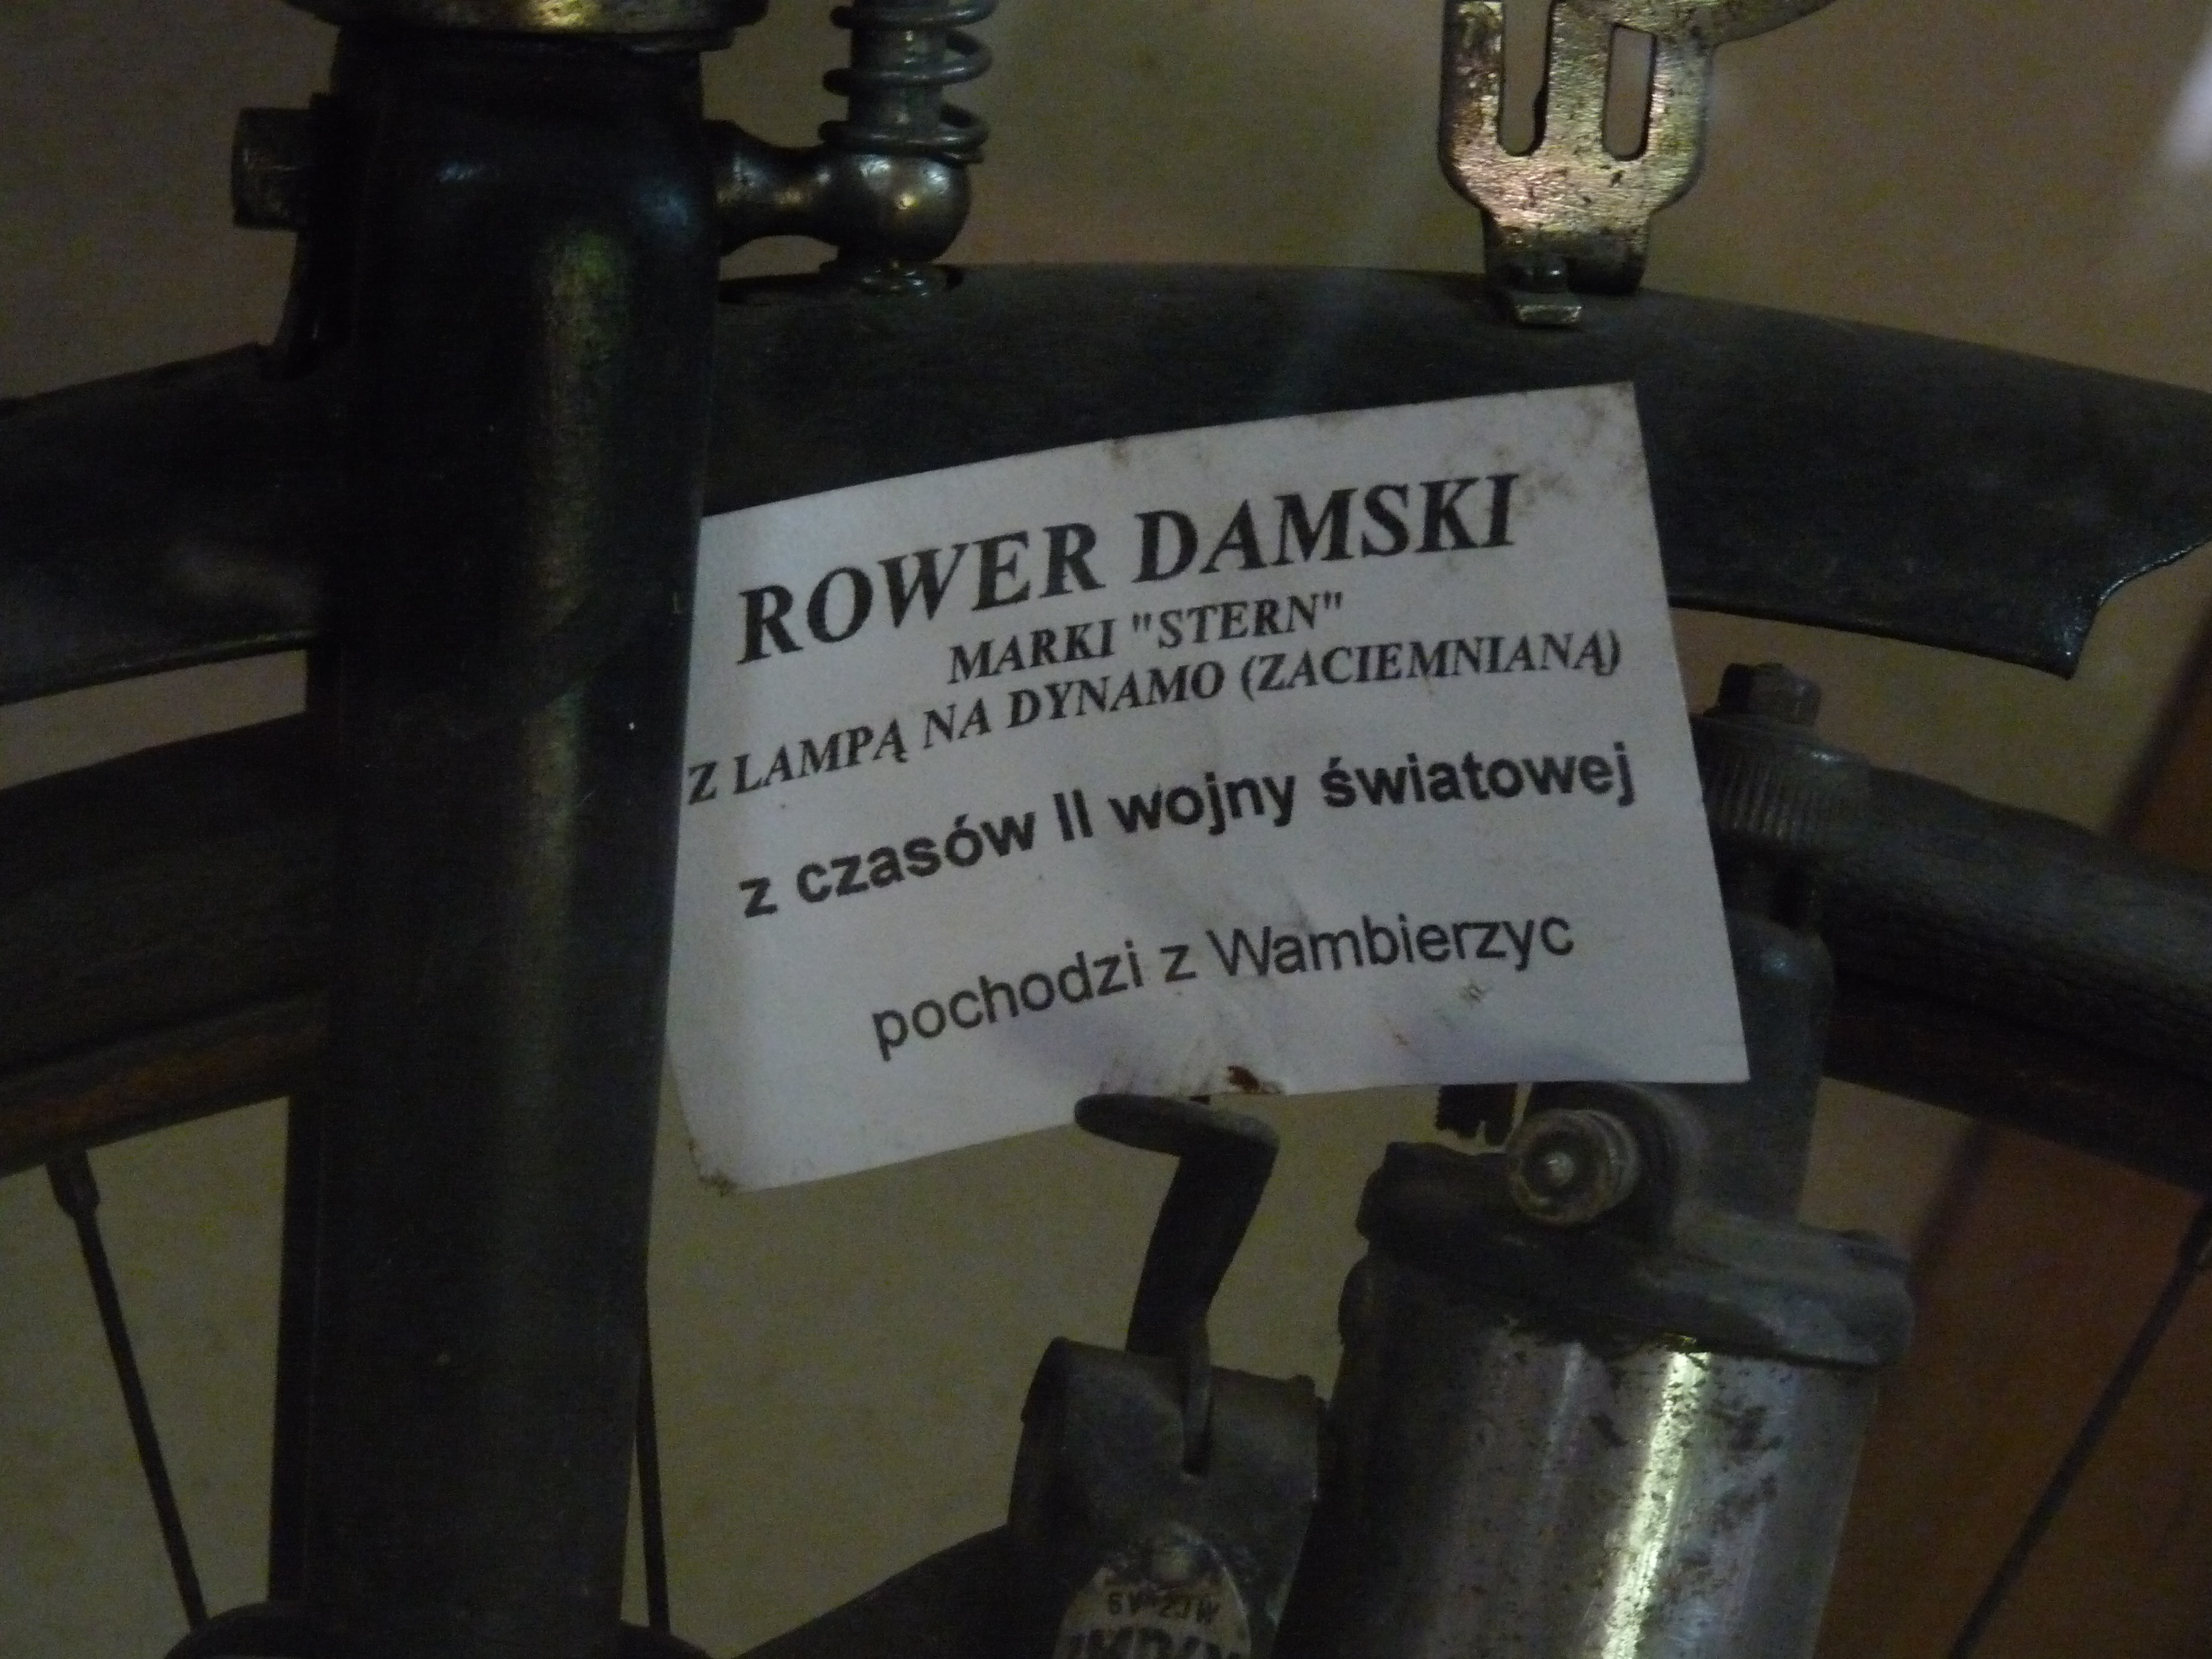 ROWER DAMSKI
MARKI "STERN"
Z LAMPĄ NA DYNAMO (ZACIEMNIANĄ)
z czasów II wojny światowej
pochodzi z Wambierzyc